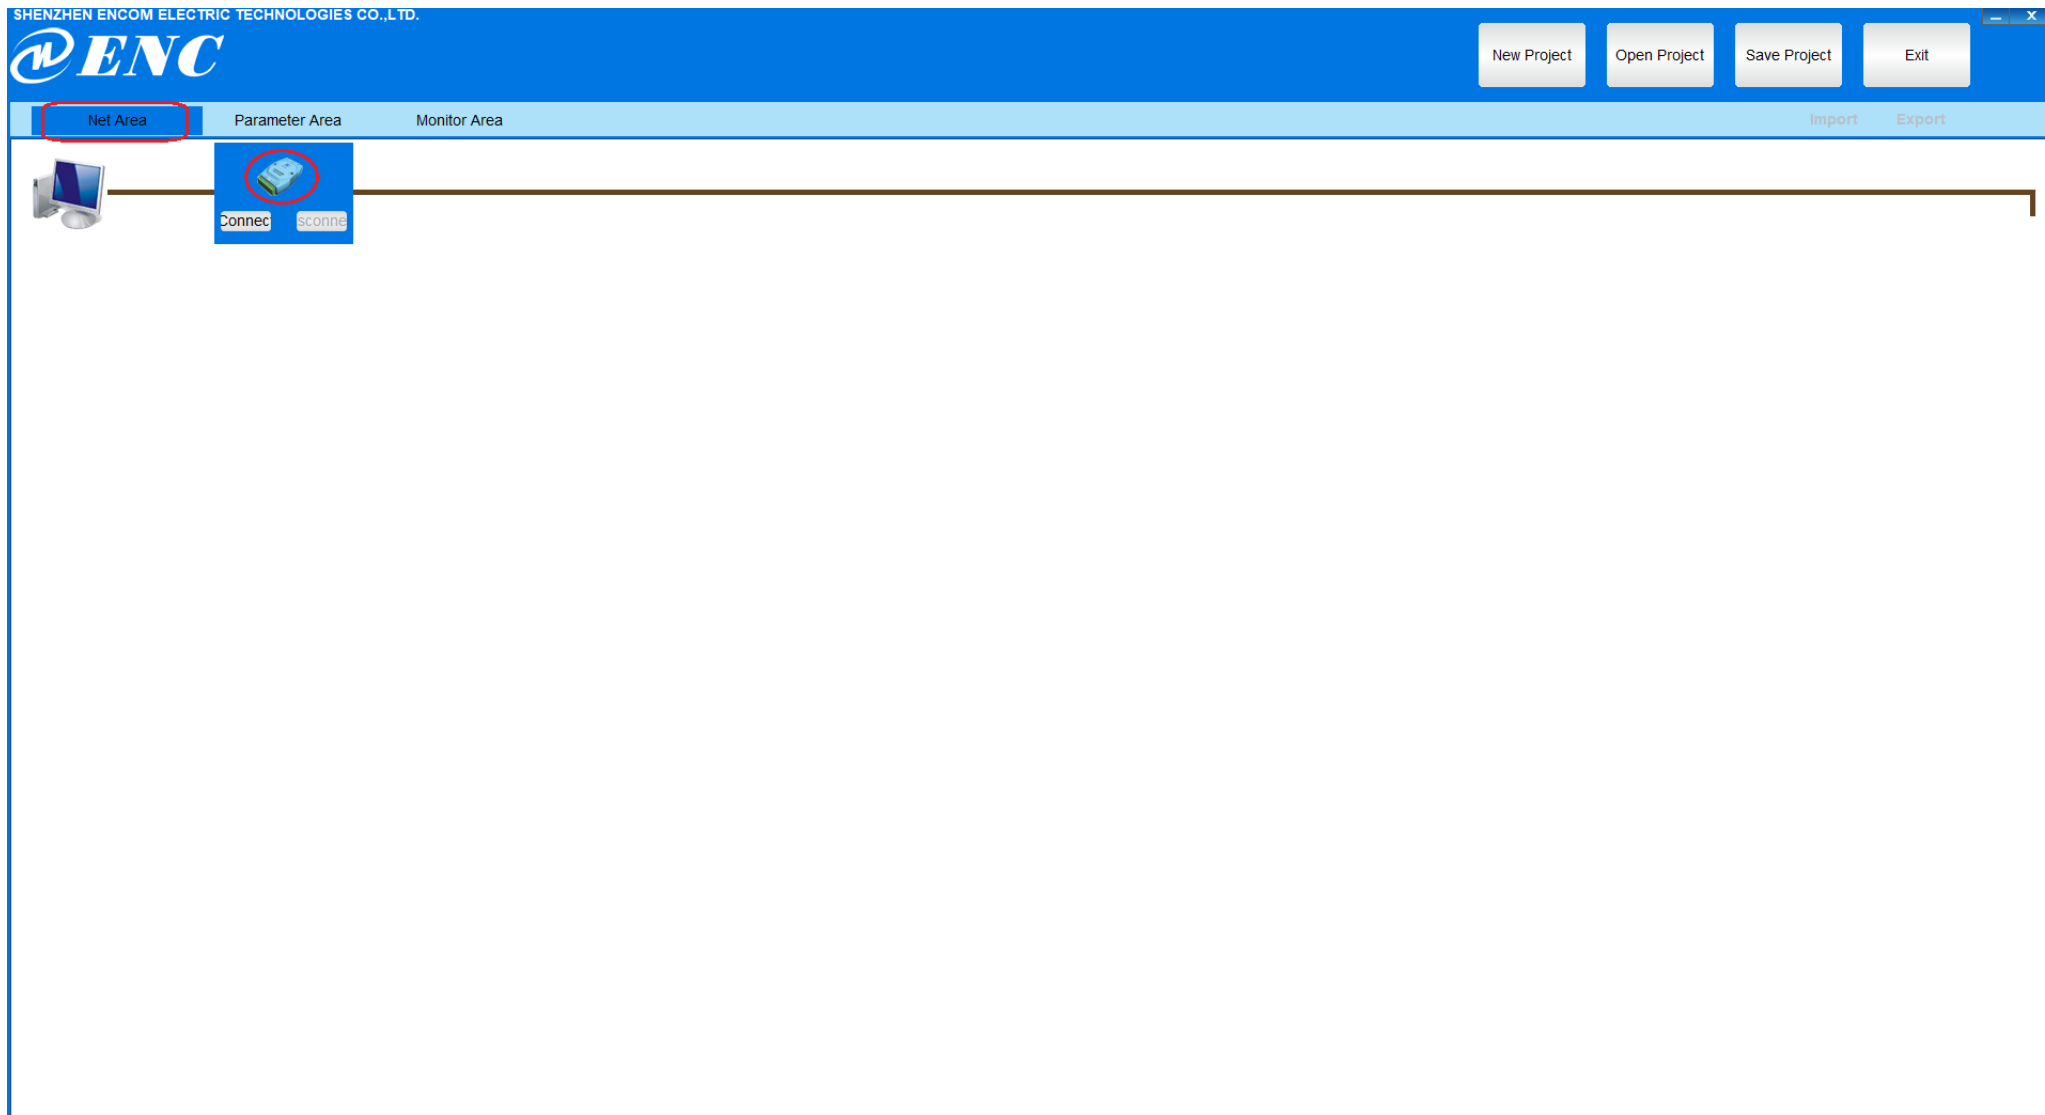 SHENZHEN ENCOM ELECTRIC TECHNOLOGIES CO.,LTD.
ENC
New Project Open Project Save Project Exit
Net Area Parameter Area Monitor Area Import Export
Connec sconne